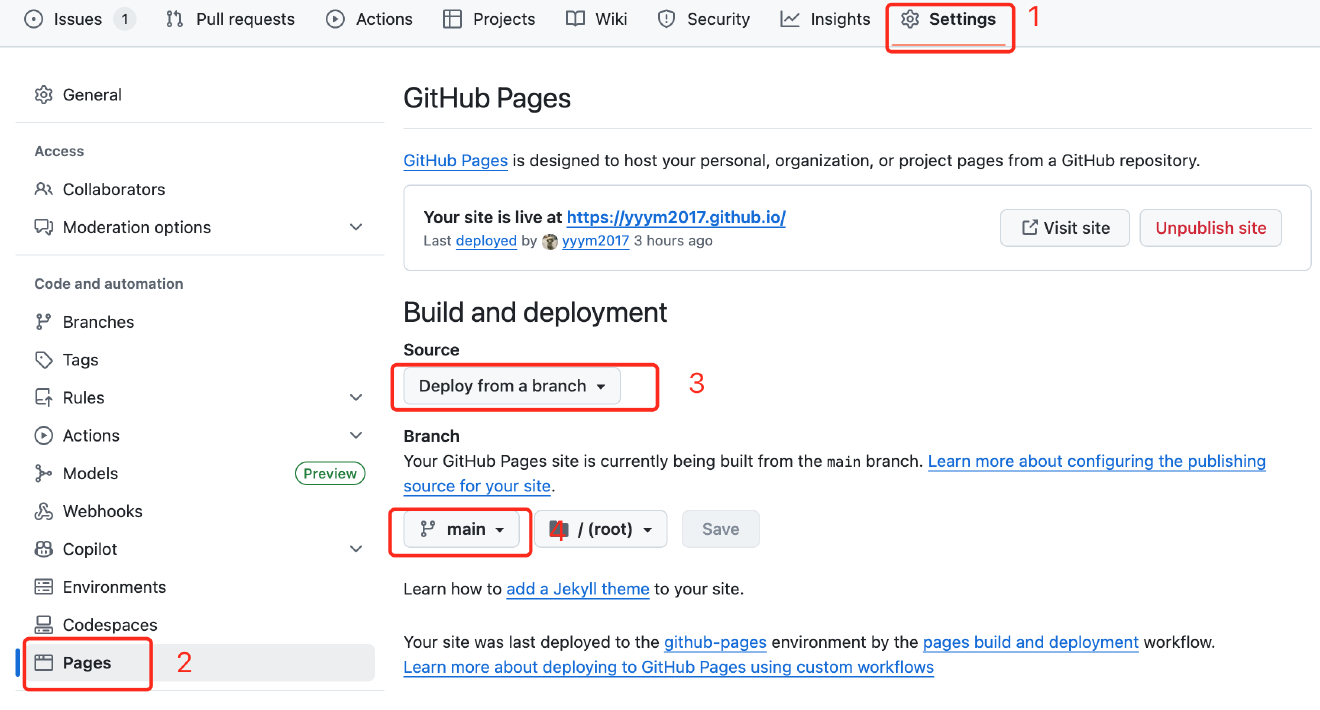 Issues 1 Pull requests Actions Projects Wiki Security Insights Settings 1
General
Access
Collaborators
Moderation options
Code and automation
Branches
Tags
Rules
Actions
Models Preview
Webhooks
Copilot
Environments
Codespaces
Pages 2
GitHub Pages
GitHub Pages is designed to host your personal, organization, or project pages from a GitHub repository.
Your site is live at https://yyym2017.github.io/
Last deployed by yyym2017 3 hours ago
Visit site Unpublish site
Build and deployment
Source
Deploy from a branch 3
Branch
Your GitHub Pages site is currently being built from the main branch. Learn more about configuring the publishing
source for your site.
main 4 / (root) Save
Learn how to add a Jekyll theme to your site.
Your site was last deployed to the github-pages environment by the pages build and deployment workflow.
Learn more about deploying to GitHub Pages using custom workflows